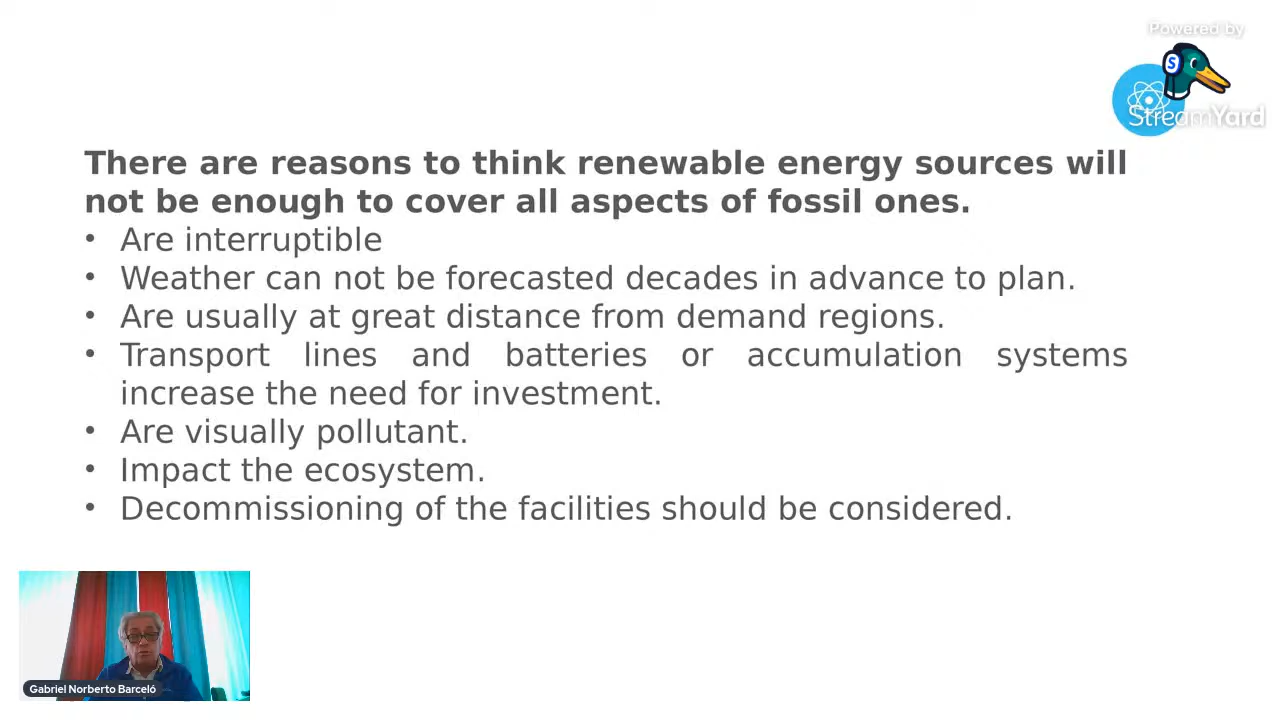 Powered by
StreamYard
There are reasons to think renewable energy sources will
not be enough to cover all aspects of fossil ones.
• Are interruptible
• Weather can not be forecasted decades in advance to plan.
• Are usually at great distance from demand regions.
• Transport lines and batteries or accumulation systems
increase the need for investment.
• Are visually pollutant.
• Impact the ecosystem.
• Decommissioning of the facilities should be considered.
Gabriel Norberto Barceló